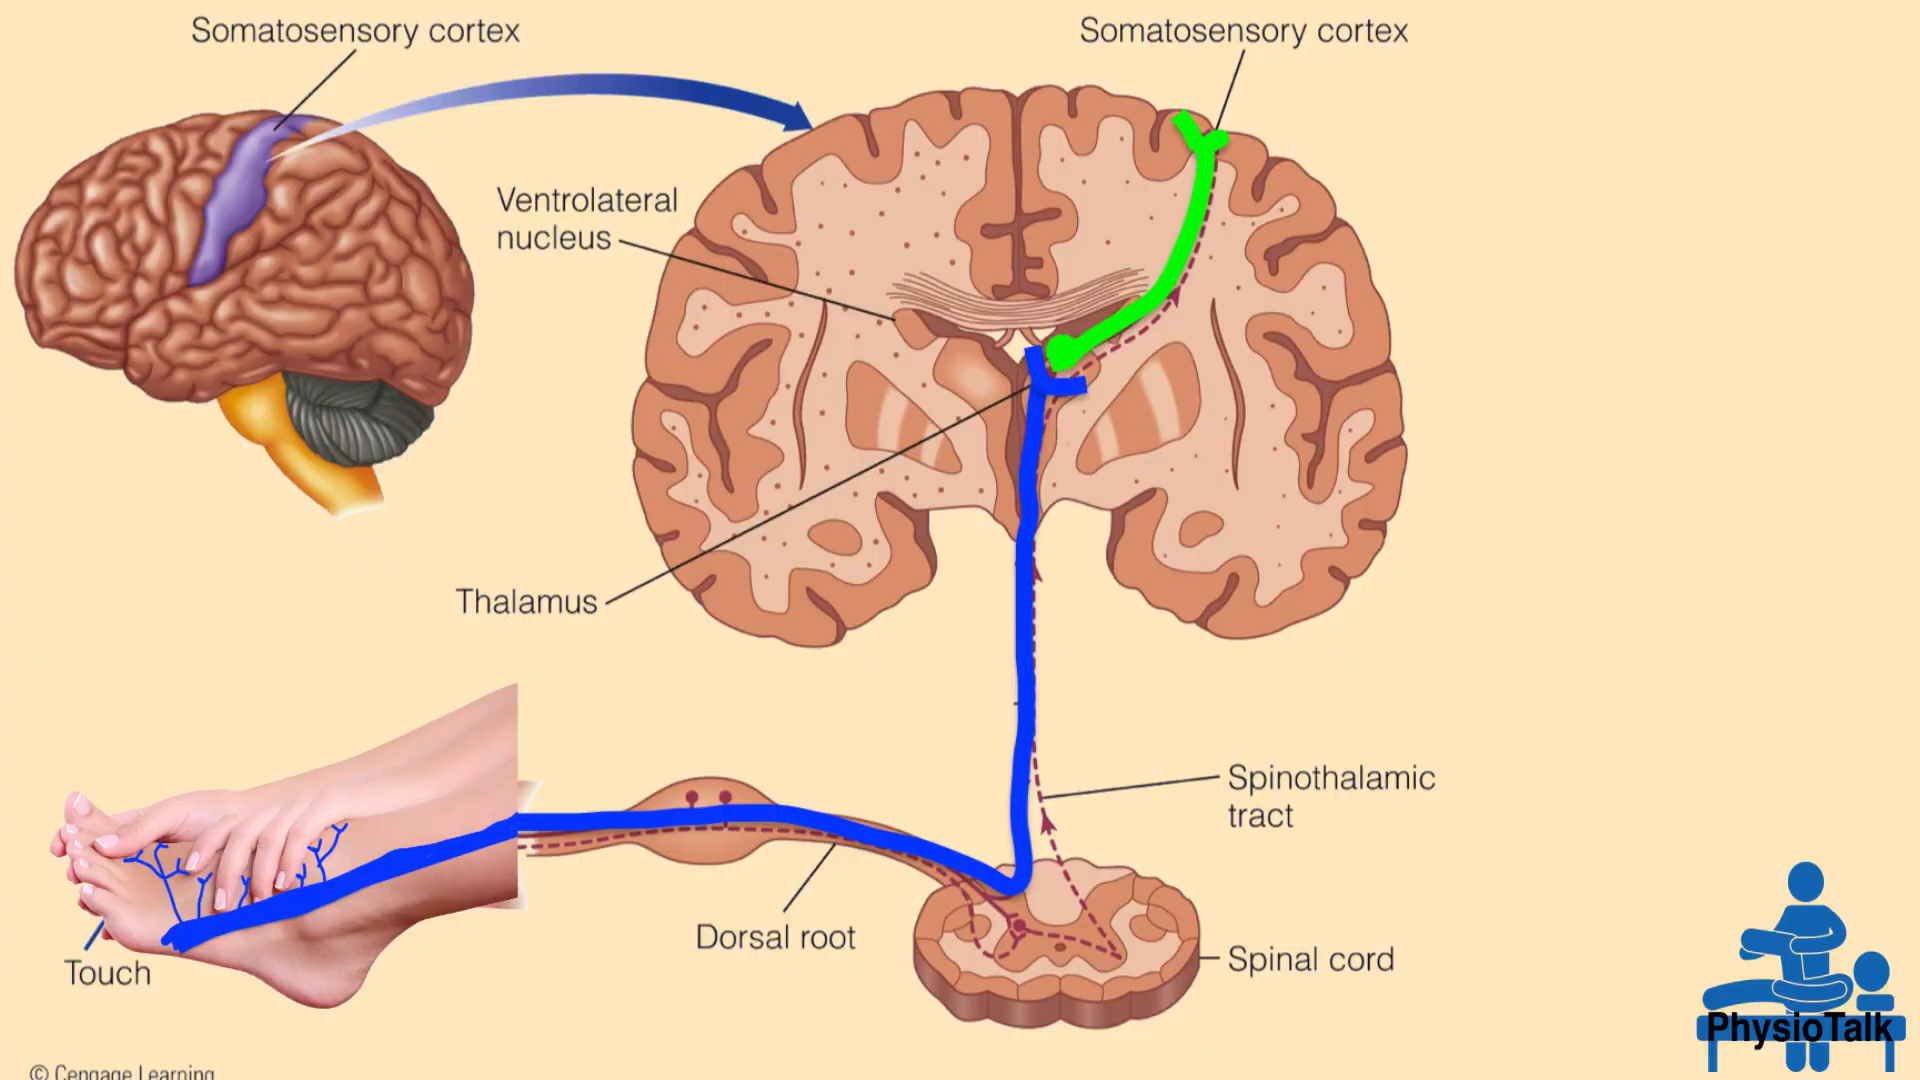 Somatosensory cortex
Somatosensory cortex
Ventrolateral
nucleus
Thalamus
Spinothalamic
tract
Dorsal root
Touch
Spinal cord
PhysioTalk
© Cengage Learning